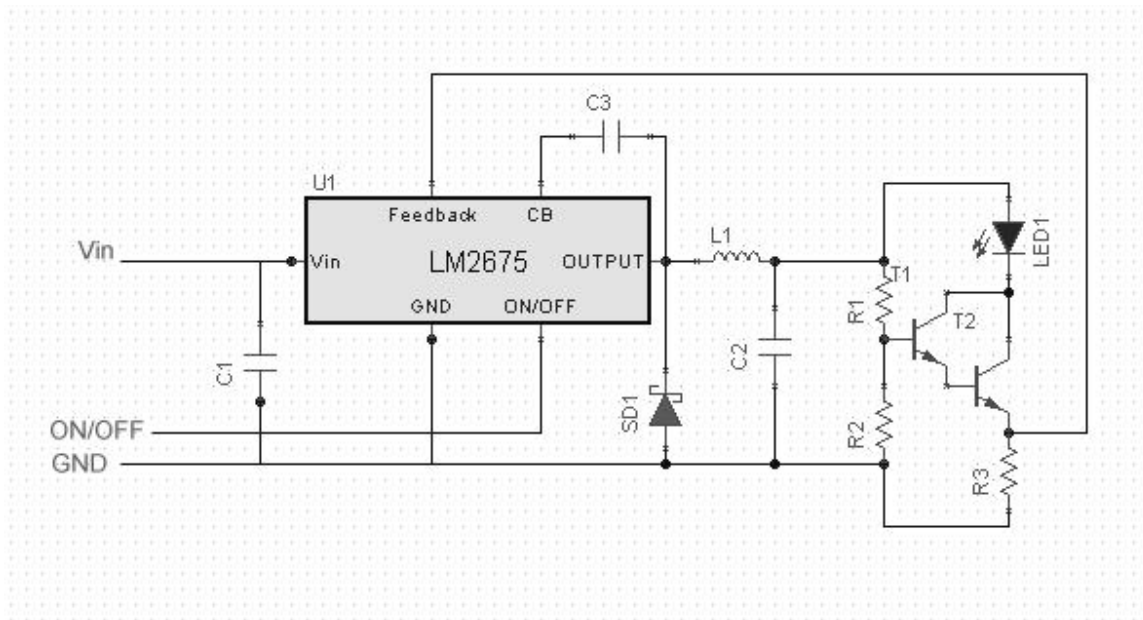 C3
U1
Feedback CB
Vin
Vin LM2675 OUTPUT
L1
LED1
T1
R1
GND ON/OFF
T2
C1
C2
SD1
R2
ON/OFF
GND
R3